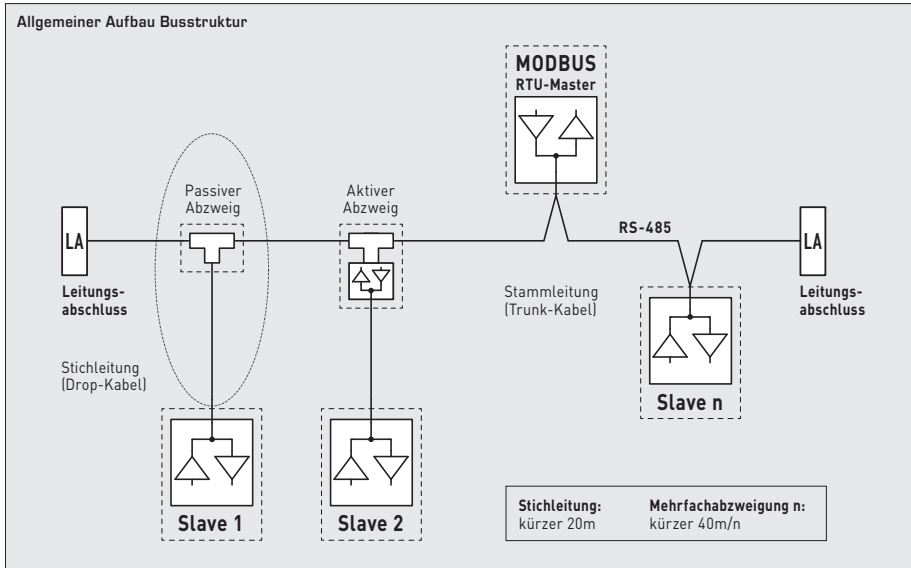 Allgemeiner Aufbau Busstruktur
MODBUS
RTU-Master
Passiver
Abzweig
Aktiver
Abzweig
LA
RS-485
LA
Leitungs-
abschluss
Stammleitung
(Trunk-Kabel)
Leitungs-
abschluss
Stichleitung
(Drop-Kabel)
Slave n
Slave 1
Slave 2
Stichleitung:
kürzer 20m
Mehrfachabzweigung n:
kürzer 40m/n